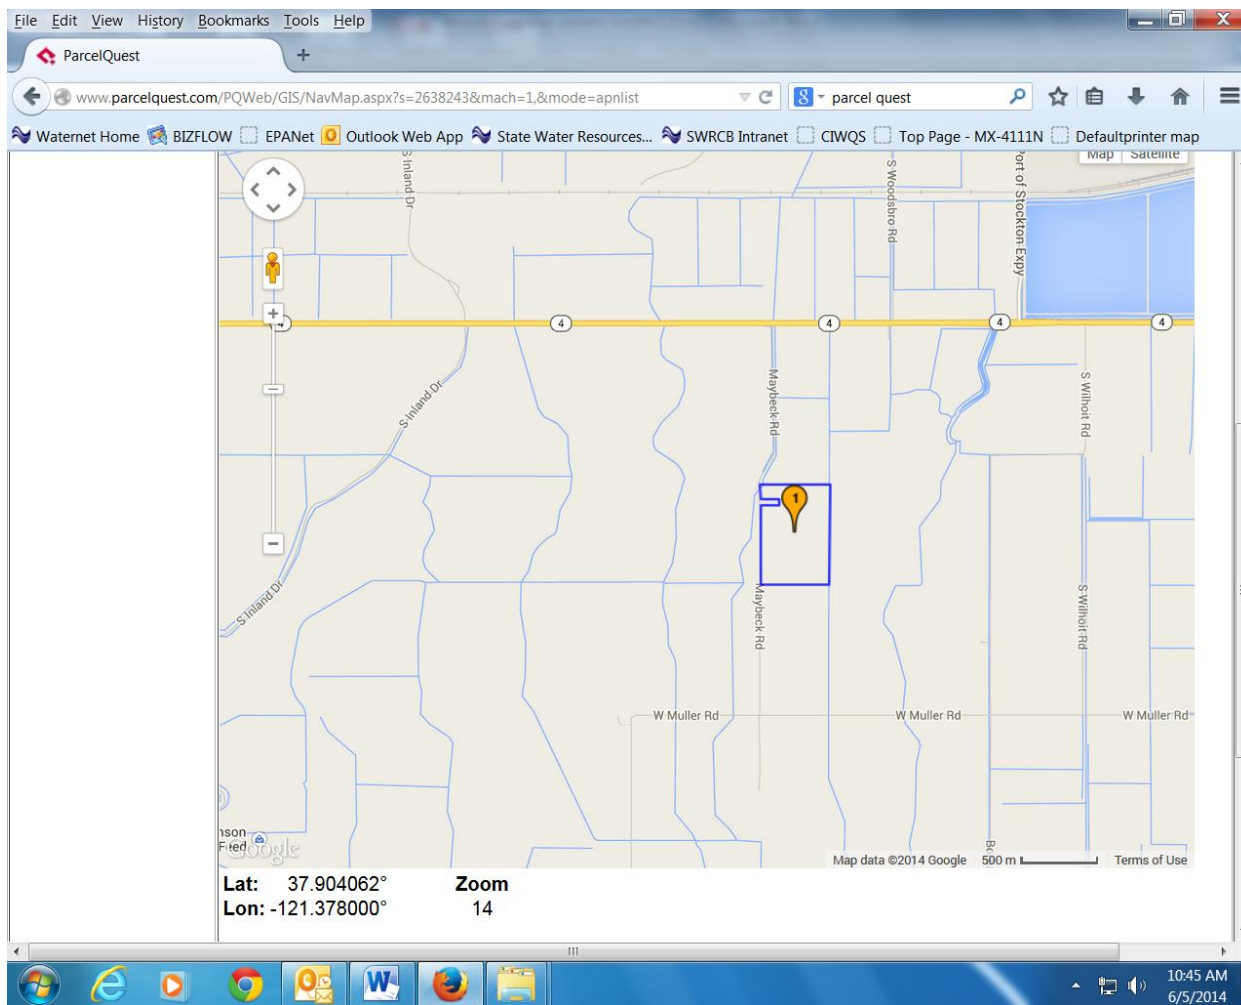 File Edit View History Bookmarks Tools Help
ParcelQuest
www.parcelquest.com/PQWeb/GIS/NavMap.aspx?s=2638243&mach=1,&mode=apnlist
8 parcel quest
Waternet Home BIZFLOW EPANet Outlook Web App State Water Resources... SWRCB Intranet CIWQS Top Page - MX-4111N Defaultprinter map
Map Satellite
S Inland Dr
S Woodsbro Rd
Port of Stockton Expy
4 4 4 4 4
S Inland Dr
Maybeck Rd
S Wilhoit Rd
1
S Inland Dr
Maybeck Rd
S Wilhoit Rd
W Muller Rd W Muller Rd W Muller Rd
nson
Feed
Google
Bo
Map data ©2014 Google 500 m Terms of Use
Lat: 37.904062° Zoom
Lon: -121.378000° 14
10:45 AM
6/5/2014